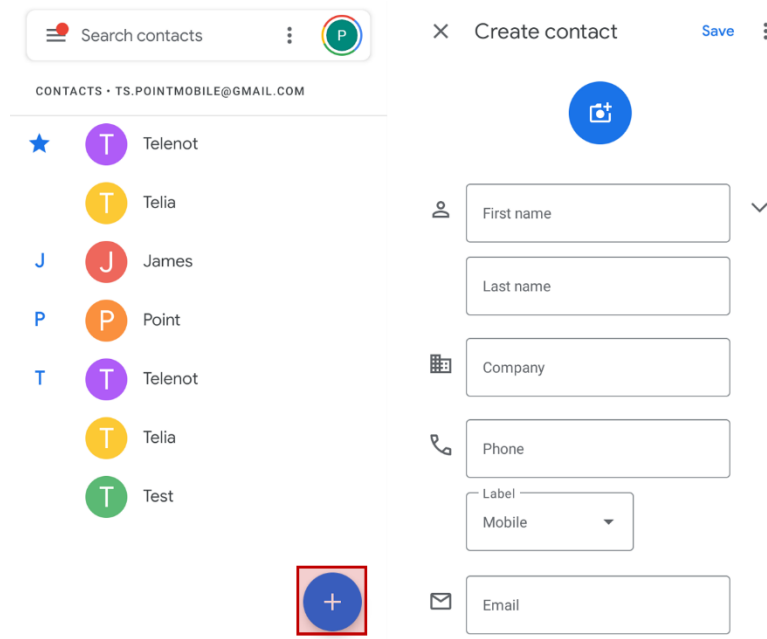 Search contacts
P
CONTACTS • TS.POINTMOBILE@GMAIL.COM
T Telenot
T Telia
J J James
P P Point
T T Telenot
T Telia
T Test
Create contact Save
First name
Last name
Company
Phone
Label
Mobile
Email